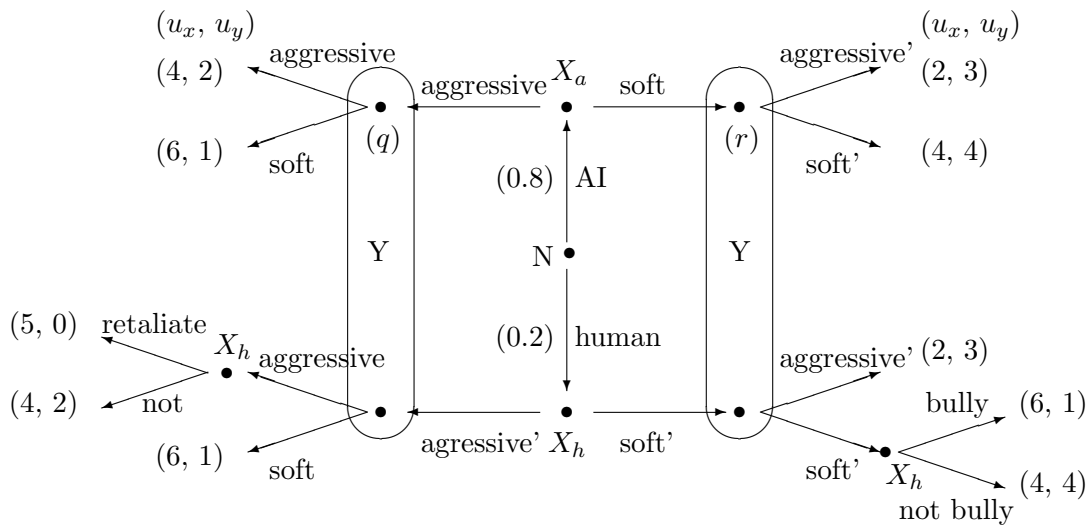 (u_x, u_y) (u_x, u_y)
aggressive aggressive'
(4, 2) X_a (2, 3)
aggressive soft
(q) (r)
(6, 1) (4, 4)
soft soft'
(0.8) AI
Y N Y
(5, 0) retaliate (0.2) human
X_h aggressive aggressive' (2, 3)
(4, 2) not bully (6, 1)
(6, 1) agressive' X_h soft'
soft soft' X_h (4, 4)
not bully